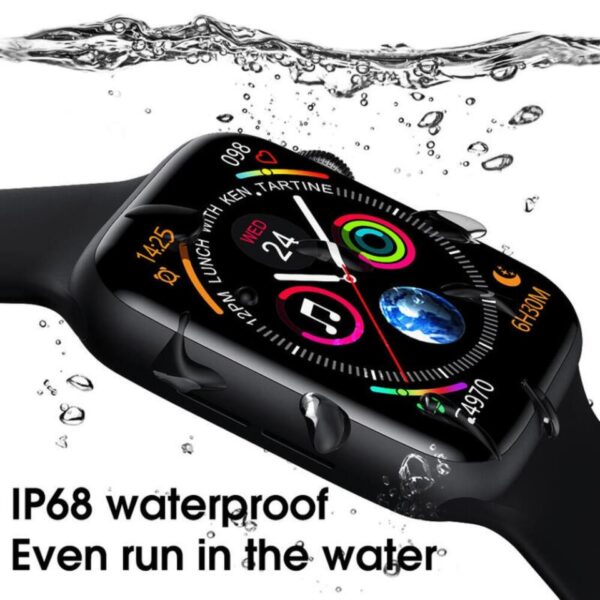 098
12PM LUNCH WITH KEN TARTINE
14:25
WED
24
6H30M
4970
IP68 waterproof
Even run in the water